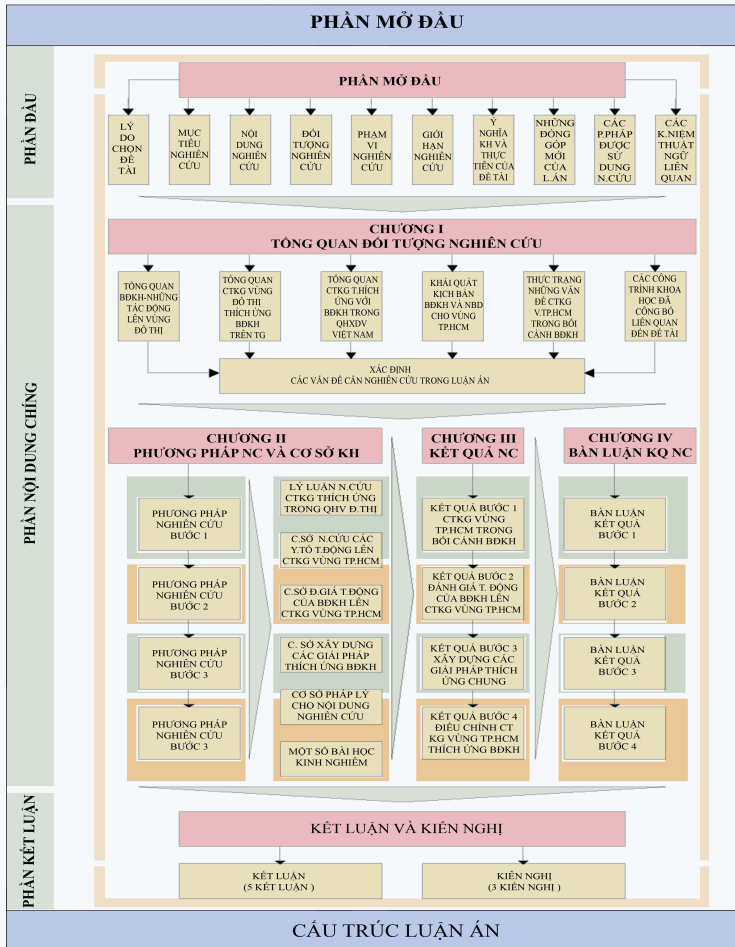 PHẦN MỞ ĐẦU
PHẦN ĐẦU
PHẦN MỞ ĐẦU
LÝ
DO
CHỌN
ĐỀ
TÀI
MỤC
TIÊU
NGHIÊN
CỨU
NỘI
DUNG
NGHIÊN
CỨU
ĐỐI
TƯỢNG
NGHIÊN
CỨU
PHẠM
VI
NGHIÊN
CỨU
GIỚI
HẠN
NGHIÊN
CỨU
Ý
NGHĨA
KH VÀ
THỰC
TIỄN CỦA
ĐỀ TÀI
NHỮNG
ĐÓNG
GÓP
MỚI
CỦA
L.ÁN
CÁC
P.PHÁP
ĐƯỢC
SỬ
DỤNG
N.CỨU
CÁC
K.NIỆM
THUẬT
NGỮ
LIÊN
QUAN
PHẦN NỘI DUNG CHÍNH
CHƯƠNG I
TỔNG QUAN ĐỐI TƯỢNG NGHIÊN CỨU
TỔNG QUAN
BĐKH-NHỮNG
TÁC ĐỘNG
LÊN VÙNG
ĐÔ THỊ
TỔNG QUAN
CTKG VÙNG
ĐÔ THỊ
THÍCH ỨNG
BĐKH
TRÊN TG
TỔNG QUAN
CTKG T.HÍCH
ỨNG VỚI
BĐKH TRONG
QHXDV
VIỆT NAM
KHÁI QUÁT
KỊCH BẢN
BĐKH VÀ NBD
CHO VÙNG
TP.HCM
THỰC TRẠNG
NHỮNG VẤN
ĐỀ CTKG
V.TP.HCM
TRONG BỐI
CẢNH BĐKH
CÁC CÔNG
TRÌNH KHOA
HỌC ĐÃ
CÔNG BỐ
LIÊN QUAN
ĐẾN ĐỀ TÀI
XÁC ĐỊNH
CÁC VẤN ĐỀ CẦN NGHIÊN CỨU TRONG LUẬN ÁN
CHƯƠNG II
PHƯƠNG PHÁP NC VÀ CƠ SỞ KH
PHƯƠNG PHÁP
NGHIÊN CỨU
BƯỚC 1
PHƯƠNG PHÁP
NGHIÊN CỨU
BƯỚC 2
PHƯƠNG PHÁP
NGHIÊN CỨU
BƯỚC 3
PHƯƠNG PHÁP
NGHIÊN CỨU
BƯỚC 3
LÝ LUẬN N.CỨU
CTKG THÍCH ỨNG
TRONG QHV Đ.THỊ
C.SỞ N.CỨU CÁC
Y.TỐ T.ĐỘNG LÊN
CTKG VÙNG TP.HCM
C.SỞ Đ.GIÁ T.ĐỘNG
CỦA BĐKH LÊN
CTKG VÙNG TP.HCM
C. SỞ XÂY DỰNG
CÁC GIẢI PHÁP
THÍCH ỨNG BĐKH
CƠ SỞ PHÁP LÝ
CHO NỘI DUNG
NGHIÊN CỨU
MỘT SỐ BÀI HỌC
KINH NGHIỆM
CHƯƠNG III
KẾT QUẢ NC
KẾT QUẢ BƯỚC 1
CTKG VÙNG
TP.HCM TRONG
BỐI CẢNH BĐKH
KẾT QUẢ BƯỚC 2
ĐÁNH GIÁ T. ĐỘNG
CỦA BĐKH LÊN
CTKG VÙNG TP.HCM
KẾT QUẢ BƯỚC 3
XÂY DỰNG CÁC
GIẢI PHÁP THÍCH
ỨNG CHUNG
KẾT QUẢ BƯỚC 4
ĐIỀU CHỈNH CT
KG VÙNG TP.HCM
THÍCH ỨNG BĐKH
CHƯƠNG IV
BÀN LUẬN KQ NC
BÀN LUẬN
KẾT QUẢ
BƯỚC 1
BÀN LUẬN
KẾT QUẢ
BƯỚC 2
BÀN LUẬN
KẾT QUẢ
BƯỚC 3
BÀN LUẬN
KẾT QUẢ
BƯỚC 4
PHẦN KẾT LUẬN
KẾT LUẬN VÀ KIẾN NGHỊ
KẾT LUẬN
(5 KẾT LUẬN )
KIẾN NGHỊ
(3 KIẾN NGHỊ )
CẤU TRÚC LUẬN ÁN